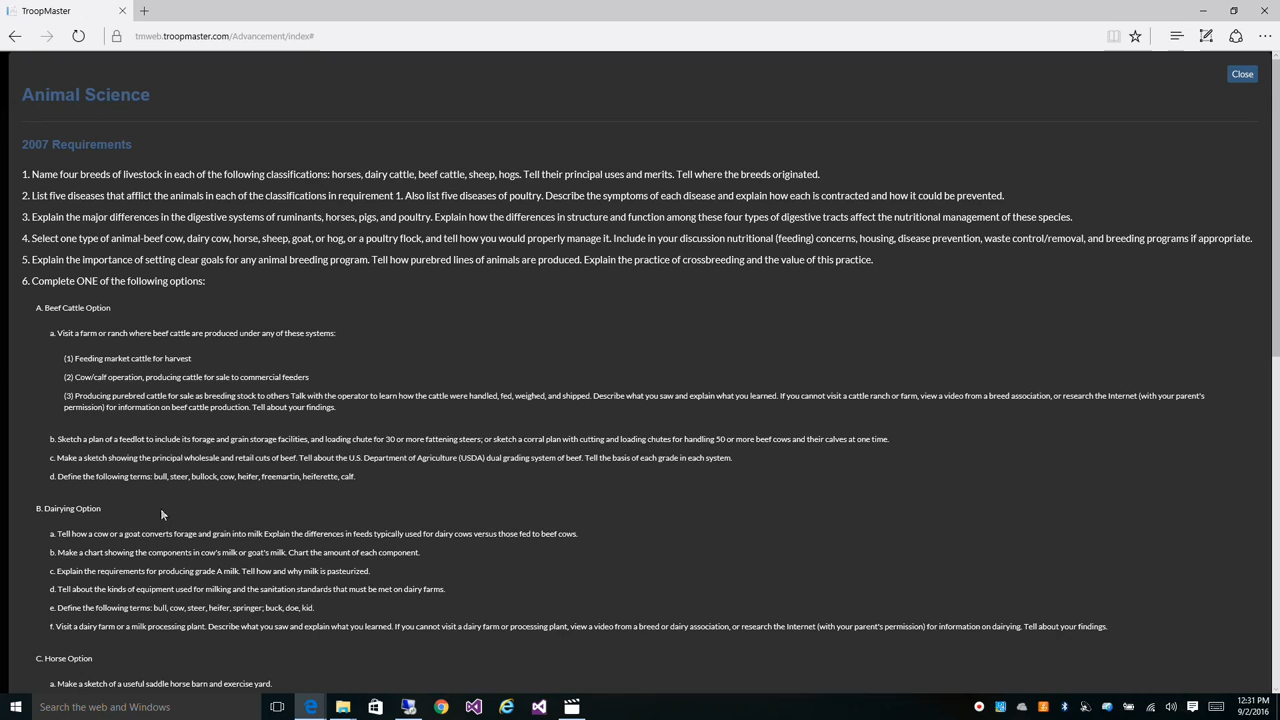 TroopMaster
tmweb.troopmaster.com/Advancement/index#
Close
Animal Science
2007 Requirements
1. Name four breeds of livestock in each of the following classifications: horses, dairy cattle, beef cattle, sheep, hogs. Tell their principal uses and merits. Tell where the breeds originated.
2. List five diseases that afflict the animals in each of the classifications in requirement 1. Also list five diseases of poultry. Describe the symptoms of each disease and explain how each is contracted and how it could be prevented.
3. Explain the major differences in the digestive systems of ruminants, horses, pigs, and poultry. Explain how the differences in structure and function among these four types of digestive tracts affect the nutritional management of these species.
4. Select one type of animal-beef cow, dairy cow, horse, sheep, goat, or hog, or a poultry flock, and tell how you would properly manage it. Include in your discussion nutritional (feeding) concerns, housing, disease prevention, waste control/removal, and breeding programs if appropriate.
5. Explain the importance of setting clear goals for any animal breeding program. Tell how purebred lines of animals are produced. Explain the practice of crossbreeding and the value of this practice.
6. Complete ONE of the following options:
A. Beef Cattle Option
a. Visit a farm or ranch where beef cattle are produced under any of these systems:
(1) Feeding market cattle for harvest
(2) Cow/calf operation, producing cattle for sale to commercial feeders
(3) Producing purebred cattle for sale as breeding stock to others Talk with the operator to learn how the cattle were handled, fed, weighed, and shipped. Describe what you saw and explain what you learned. If you cannot visit a cattle ranch or farm, view a video from a breed association, or research the Internet (with your parent's
permission) for information on beef cattle production. Tell about your findings.
b. Sketch a plan of a feedlot to include its forage and grain storage facilities, and loading chute for 30 or more fattening steers; or sketch a corral plan with cutting and loading chutes for handling 50 or more beef cows and their calves at one time.
c. Make a sketch showing the principal wholesale and retail cuts of beef. Tell about the U.S. Department of Agriculture (USDA) dual grading system of beef. Tell the basis of each grade in each system.
d. Define the following terms: bull, steer, bullock, cow, heifer, freemartin, heiferette, calf.
B. Dairying Option
a. Tell how a cow or a goat converts forage and grain into milk Explain the differences in feeds typically used for dairy cows versus those fed to beef cows.
b. Make a chart showing the components in cow's milk or goat's milk. Chart the amount of each component.
c. Explain the requirements for producing grade A milk. Tell how and why milk is pasteurized.
d. Tell about the kinds of equipment used for milking and the sanitation standards that must be met on dairy farms.
e. Define the following terms: bull, cow, steer, heifer, springer; buck, doe, kid.
f. Visit a dairy farm or a milk processing plant. Describe what you saw and explain what you learned. If you cannot visit a dairy farm or processing plant, view a video from a breed or dairy association, or research the Internet (with your parent's permission) for information on dairying. Tell about your findings.
C. Horse Option
a. Make a sketch of a useful saddle horse barn and exercise yard.
Search the web and Windows
12:31 PM
9/2/2016